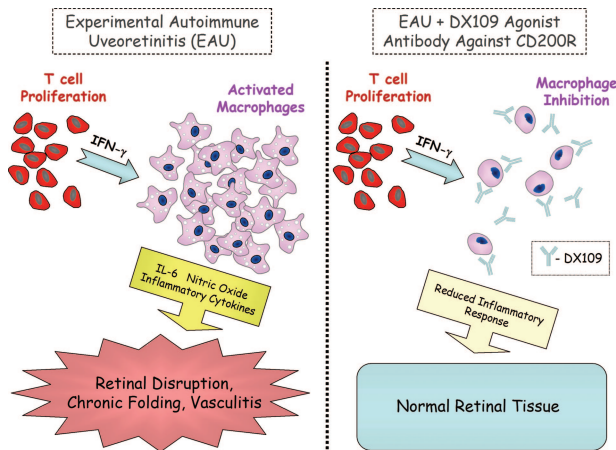 Experimental Autoimmune
Uveoretinitis (EAU)
T cell
Proliferation
Activated
Macrophages
IFN-γ
IL-6 Nitric Oxide
Inflammatory Cytokines
Retinal Disruption,
Chronic Folding, Vasculitis
EAU + DX109 Agonist
Antibody Against CD200R
T cell
Proliferation
Macrophage
Inhibition
IFN-γ
- DX109
Reduced Inflammatory
Response
Normal Retinal Tissue